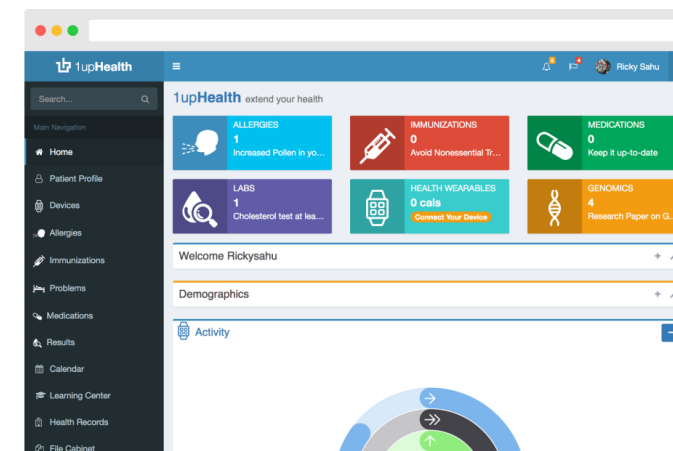 1upHealth
Ricky Sahu
Search...
Main Navigation
Home
Patient Profile
Devices
Allergies
Immunizations
Problems
Medications
Results
Calendar
Learning Center
Health Records
File Cabinet
1upHealth extend your health
ALLERGIES
1
Increased Pollen in yo...
IMMUNIZATIONS
0
Avoid Nonessential Tr...
MEDICATIONS
0
Keep it up-to-date
LABS
1
Cholesterol test at lea...
HEALTH WEARABLES
0 cals
Connect Your Device
GENOMICS
4
Research Paper on G..
Welcome Rickysahu
Demographics
Activity